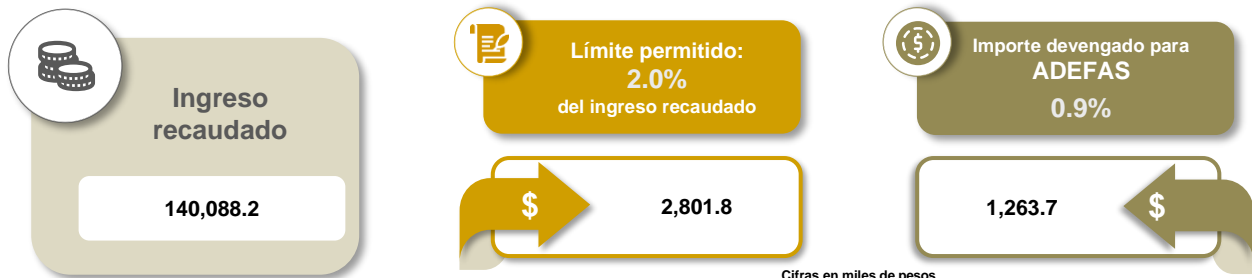 Ingreso
recaudado
140,088.2
Límite permitido:
2.0%
del ingreso recaudado
$ 2,801.8
Importe devengado para
ADEFAS
0.9%
1,263.7 $
Cifras en miles de pesos